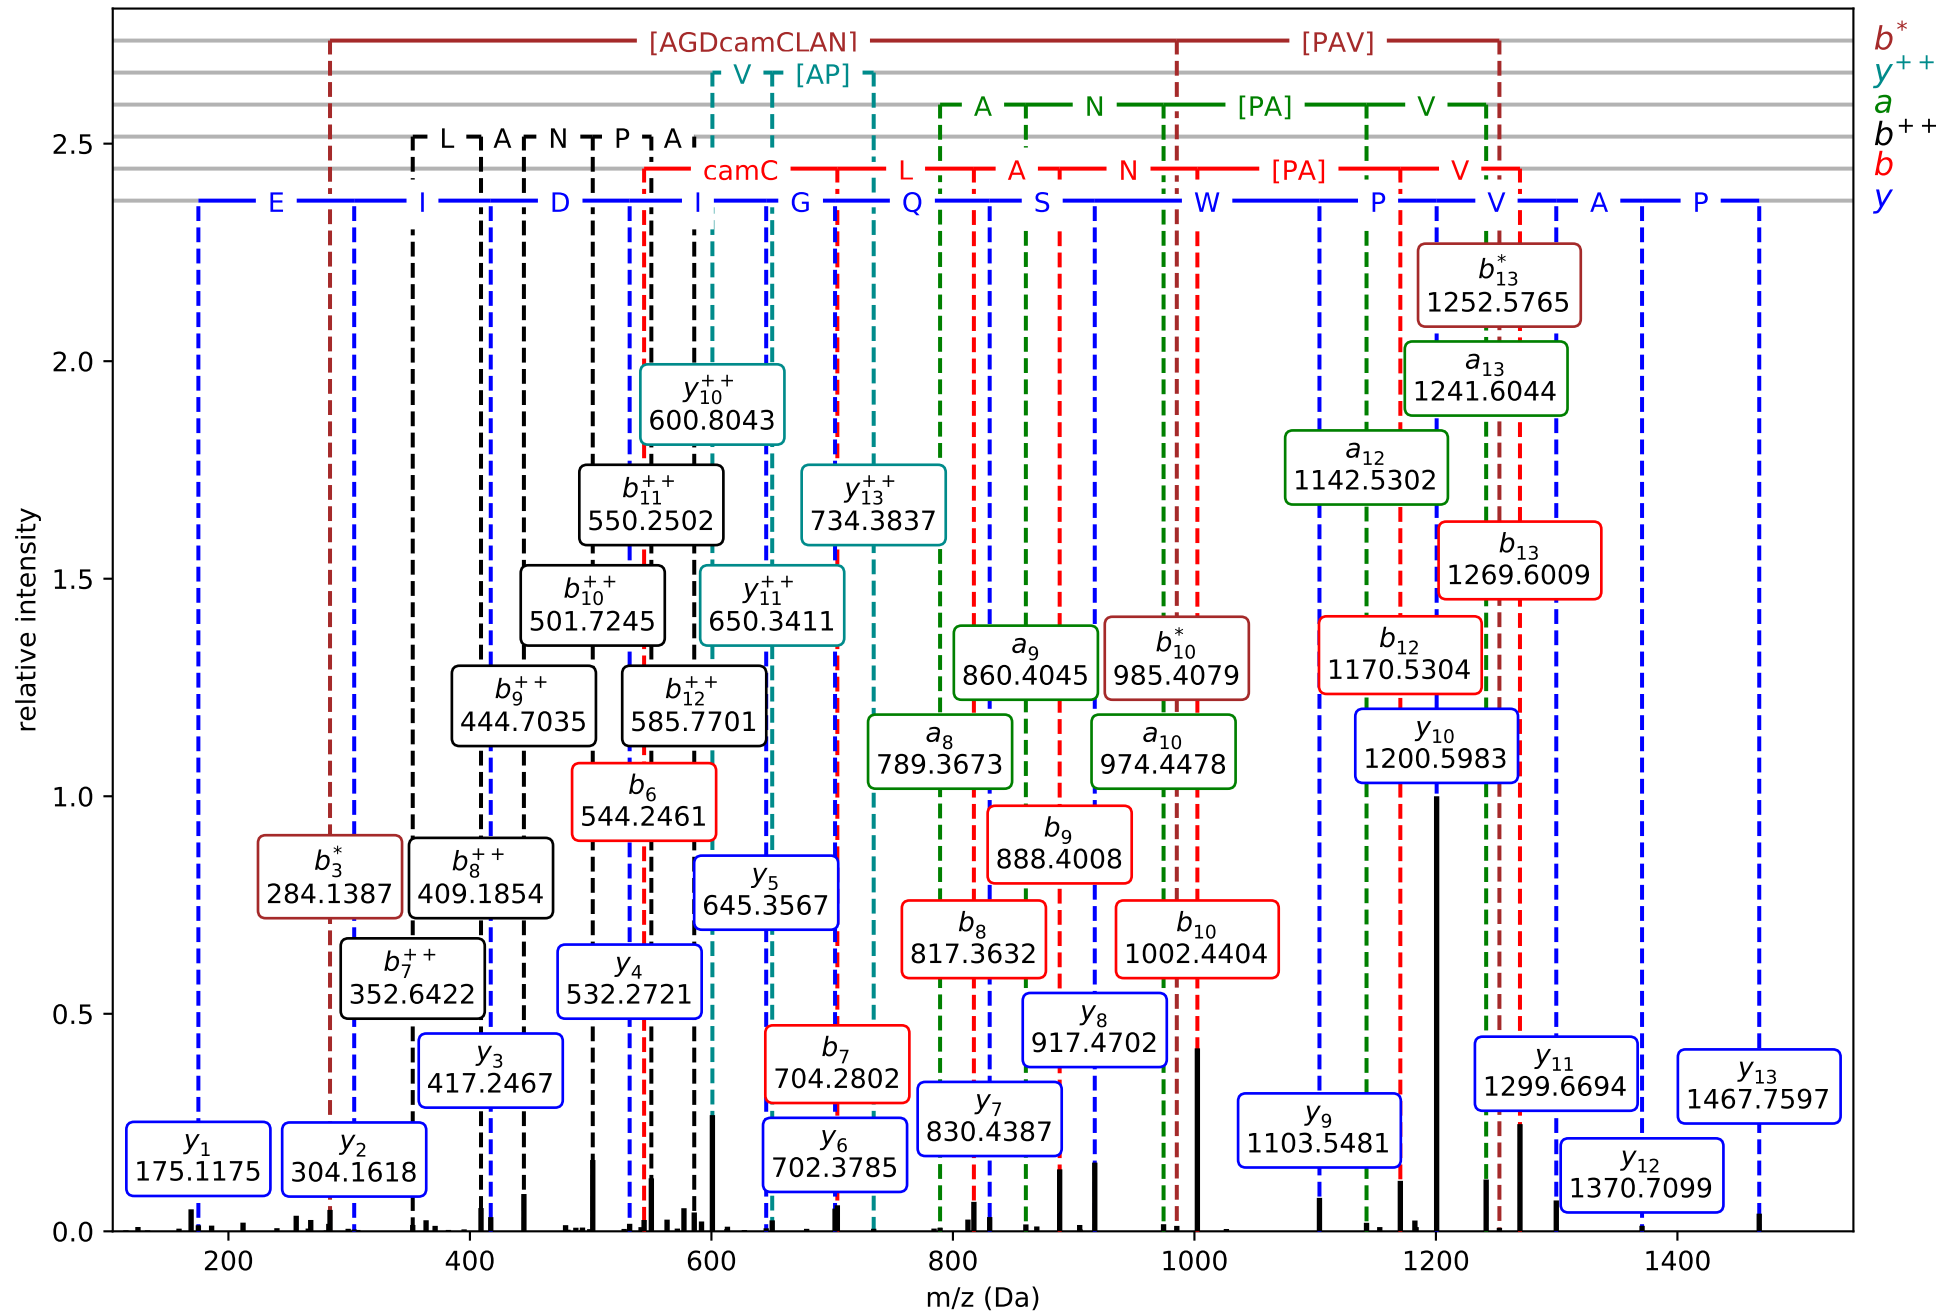 [AGDcamCLAN] [PAV] b*
V [AP] y++
A N [PA] V a
L A N P A b++
camC L A N [PA] V b
E I D I G Q S W P V A P y
relative intensity
2.5
2.0
1.5
1.0
0.5
0.0
b*13
1252.5765
a13
1241.6044
y++10
600.8043
a12
1142.5302
b++11
550.2502
y++13
734.3837
b13
1269.6009
b++10
501.7245
y++11
650.3411
b*10
985.4079
b12
1170.5304
a9
860.4045
b++9
444.7035
b++12
585.7701
a8
789.3673
a10
974.4478
y10
1200.5983
b6
544.2461
b9
888.4008
b*3
284.1387
b++8
409.1854
y5
645.3567
b8
817.3632
b10
1002.4404
b++7
352.6422
y4
532.2721
y8
917.4702
b7
704.2802
y3
417.2467
y11
1299.6694
y13
1467.7597
y7
830.4387
y9
1103.5481
y6
702.3785
y1
175.1175
y2
304.1618
y12
1370.7099
200 400 600 800 1000 1200 1400
m/z (Da)